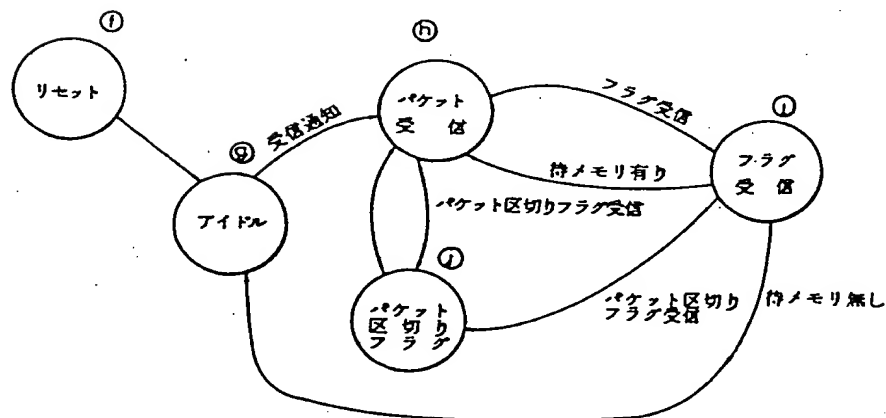 ⓕ
リセット
ⓖ
アイドル
受信通知
ⓗ
パケット
受信
フラグ受信
待メモリ有り
パケット区切りフラグ受信
ⓘ
フラグ
受信
ⓙ
パケット
区切り
フラグ
パケット区切り
フラグ受信
待メモリ無し